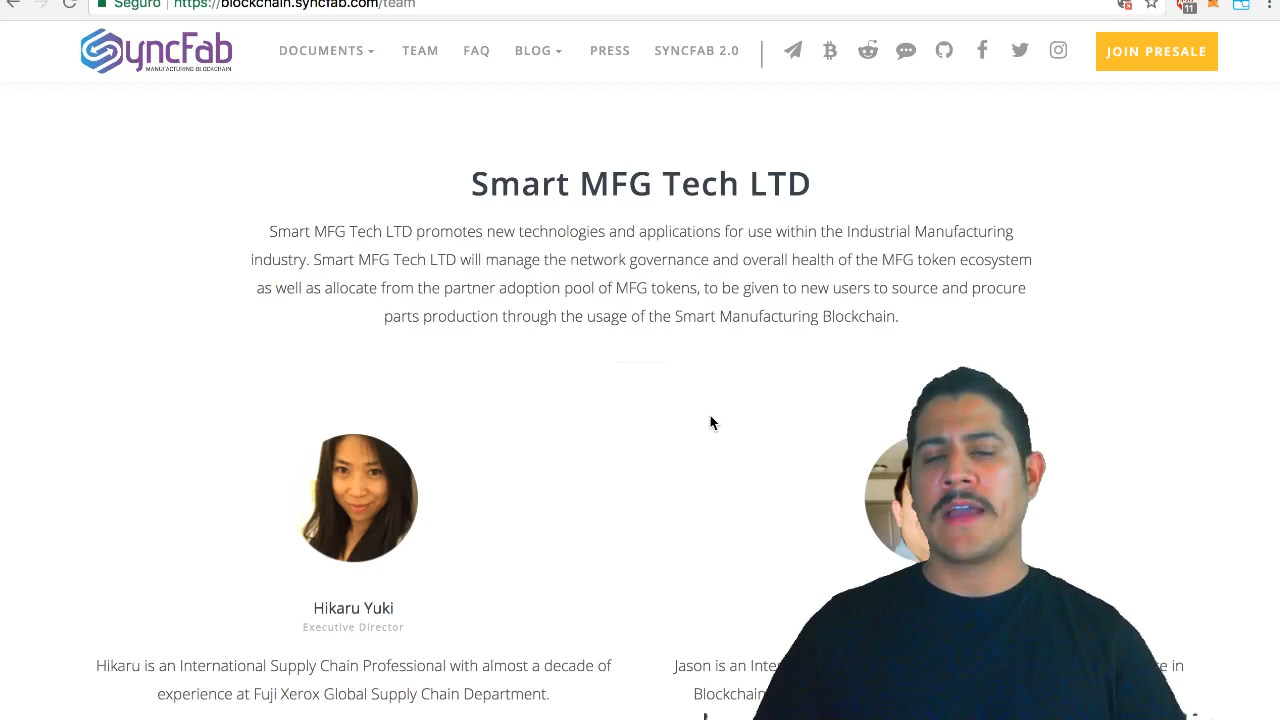 Seguro | https://blockchain.syncfab.com/team
11
SyncFab
MANUFACTURING BLOCKCHAIN
DOCUMENTS TEAM FAQ BLOG PRESS SYNCFAB 2.0
JOIN PRESALE
Smart MFG Tech LTD
Smart MFG Tech LTD promotes new technologies and applications for use within the Industrial Manufacturing
industry. Smart MFG Tech LTD will manage the network governance and overall health of the MFG token ecosystem
as well as allocate from the partner adoption pool of MFG tokens, to be given to new users to source and procure
parts production through the usage of the Smart Manufacturing Blockchain.
Hikaru Yuki
Executive Director
Hikaru is an International Supply Chain Professional with almost a decade of
experience at Fuji Xerox Global Supply Chain Department.
Jason is an in
Blockchain